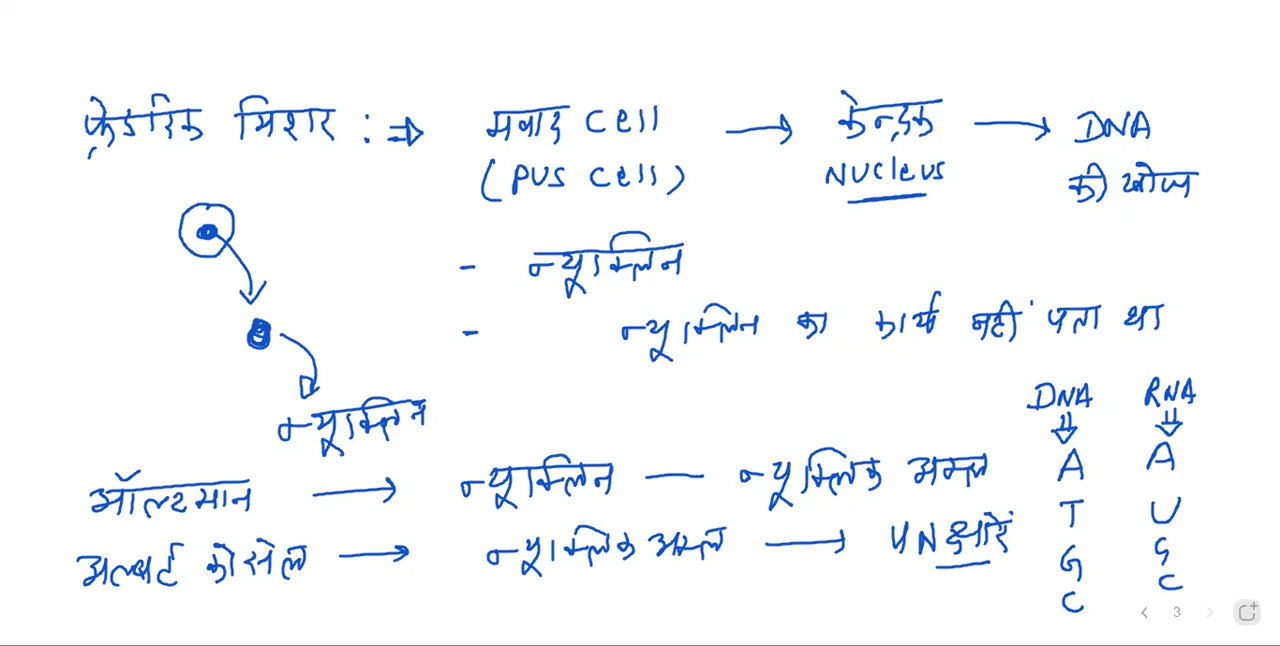 फ्रेडरिक मिशर :⇒ मवाद cell → केन्द्रक → DNA
(PUS cell) Nucleus की खोज
- न्यूक्लिन
- न्यूक्लिन का कार्य नहीं पता था
न्यूक्लिन
DNA RNA
⇓ ⇓
ऑल्टमान → न्यूक्लिन — न्यूक्लिक अम्ल A A
T U
अल्बर्ट कोसेल → न्यूक्लिक अम्ल → N क्षारें G G
C C
3